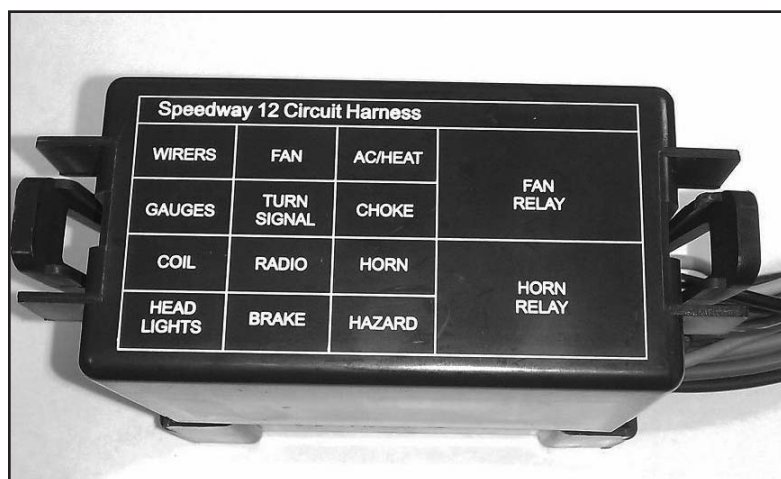 Speedway 12 Circuit Harness
WIRERS FAN AC/HEAT
FAN
RELAY
GAUGES
TURN
SIGNAL
CHOKE
COIL RADIO HORN
HORN
RELAY
HEAD
LIGHTS
BRAKE HAZARD